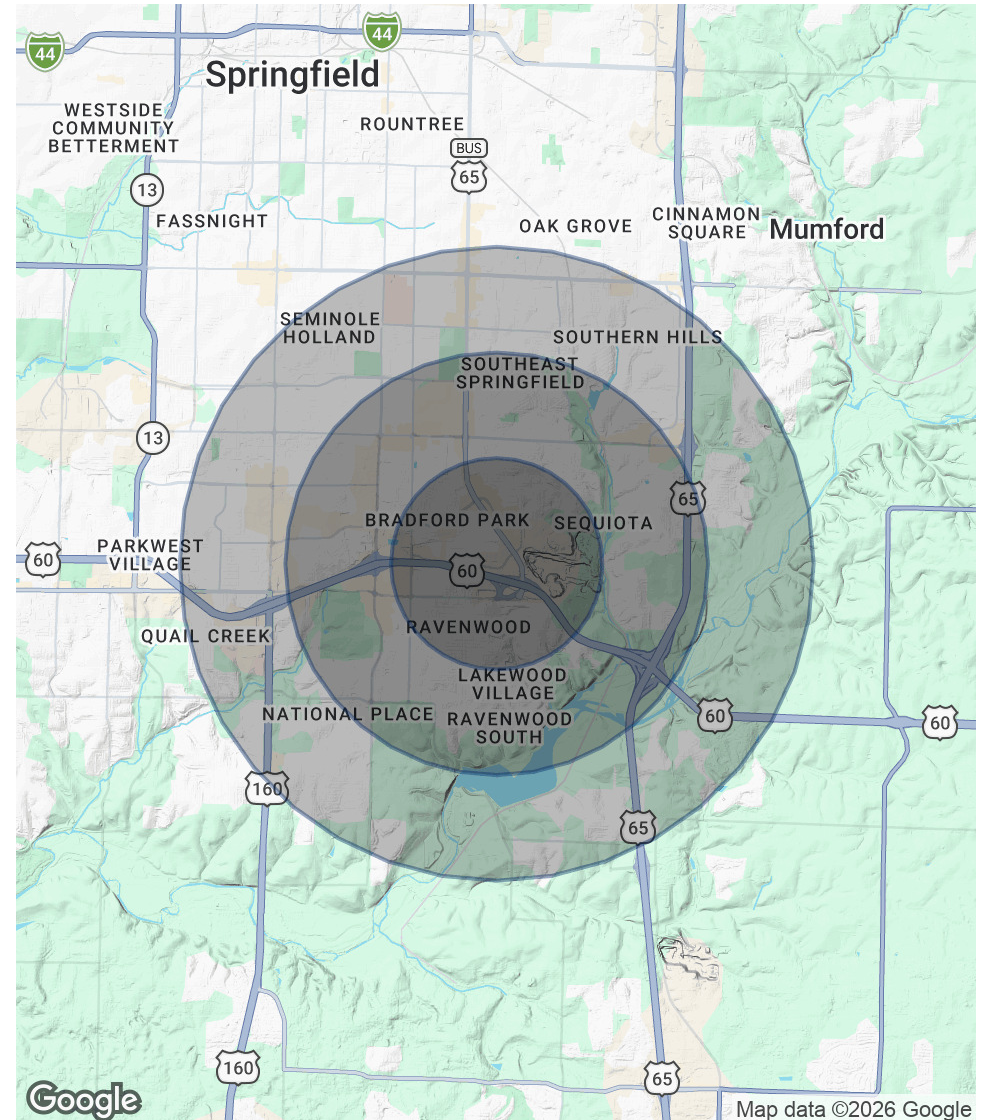 44
44
Springfield
WESTSIDE
COMMUNITY
BETTERMENT
ROUNTREE
BUS
65
13
FASSNIGHT
OAK GROVE
CINNAMON
SQUARE
Mumford
SEMINOLE
HOLLAND
SOUTHERN HILLS
SOUTHEAST
SPRINGFIELD
13
65
BRADFORD PARK
SEQUIOTA
PARKWEST
VILLAGE
60
60
RAVENWOOD
QUAIL CREEK
LAKEWOOD
VILLAGE
NATIONAL PLACE
RAVENWOOD
SOUTH
60
60
160
65
160
65
Google
Map data ©2026 Google